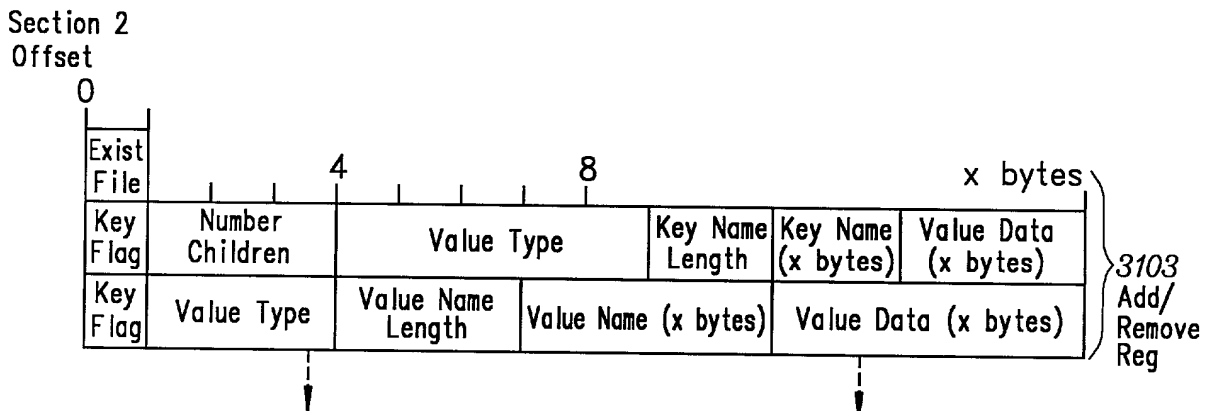 Section 2
Offset
0
Exist
File
4
8
x bytes
Key
Flag
Number
Children
Value Type
Key Name
Length
Key Name
(x bytes)
Value Data
(x bytes)
Key
Flag
Value Type
Value Name
Length
Value Name (x bytes)
Value Data (x bytes)
3103
Add/
Remove
Reg